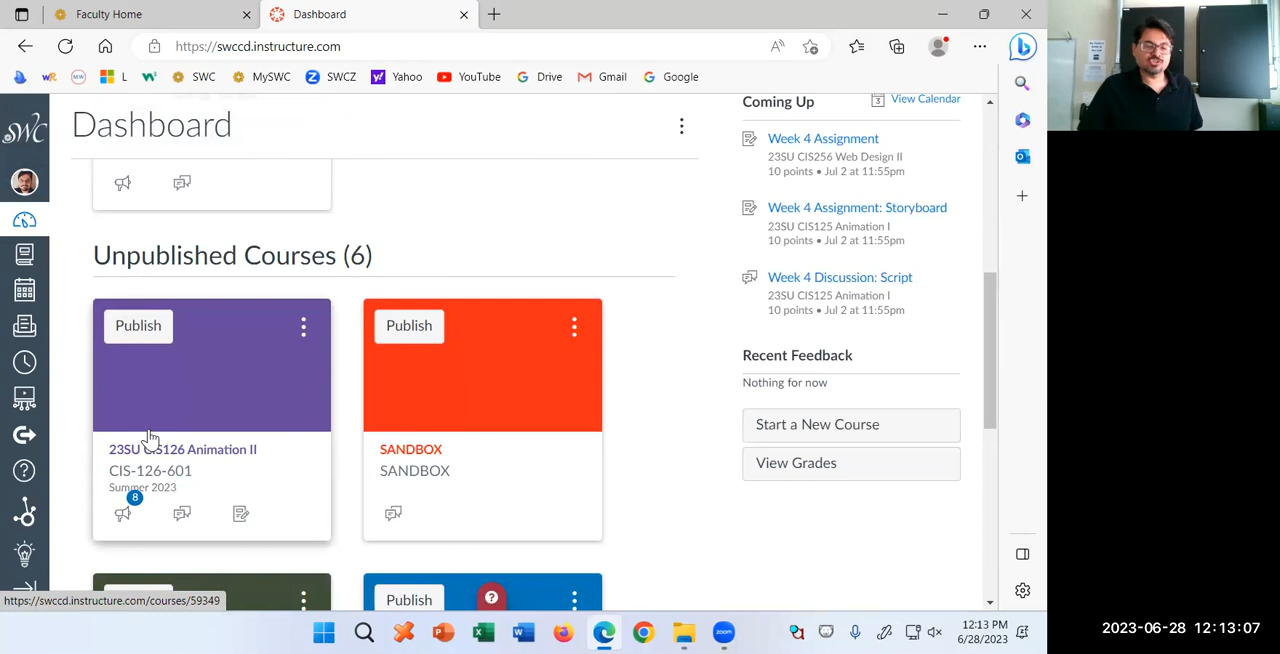 Faculty Home
Dashboard
https://swccd.instructure.com
L
SWC
MySWC
SWCZ
Yahoo
YouTube
Drive
Gmail
Google
SWC
Dashboard
Coming Up
3
View Calendar
Week 4 Assignment
23SU CIS256 Web Design II
10 points • Jul 2 at 11:55pm
Week 4 Assignment: Storyboard
23SU CIS125 Animation I
10 points • Jul 2 at 11:55pm
Week 4 Discussion: Script
23SU CIS125 Animation I
10 points • Jul 2 at 11:55pm
Recent Feedback
Nothing for now
Start a New Course
View Grades
Unpublished Courses (6)
Publish
23SU CIS126 Animation II
CIS-126-601
Summer 2023
8
Publish
SANDBOX
SANDBOX
Publish
https://swccd.instructure.com/courses/59349
zoom
12:13 PM
6/28/2023
2023-06-28 12:13:07